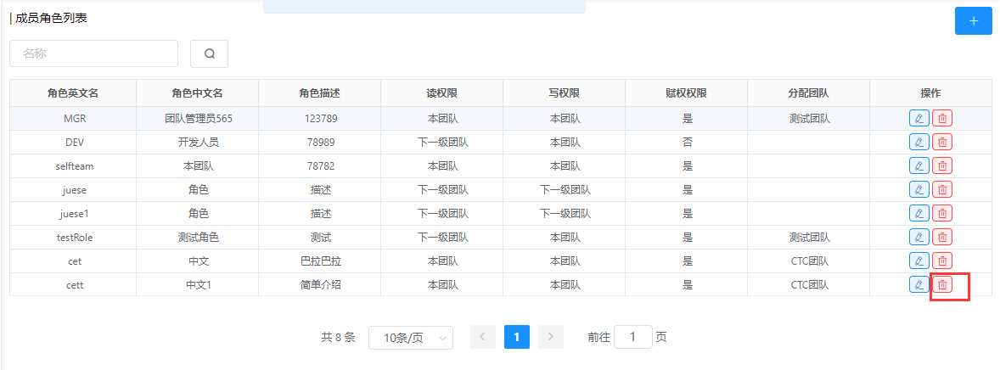 成员角色列表
名称
角色英文名 角色中文名 角色描述 读权限 写权限 赋权权限 分配团队 操作
MGR 团队管理员565 123789 本团队 本团队 是 测试团队
DEV 开发人员 78989 下一级团队 本团队 否
selfteam 本团队 78782 本团队 本团队 是
juese 角色 描述 下一级团队 下一级团队 是
juese1 角色 描述 下一级团队 下一级团队 是
testRole 测试角色 测试 下一级团队 本团队 是 测试团队
cet 中文 巴拉巴拉 本团队 本团队 是 CTC团队
cett 中文1 简单介绍 本团队 本团队 是 CTC团队
共 8 条 10条/页 1 前往 1 页